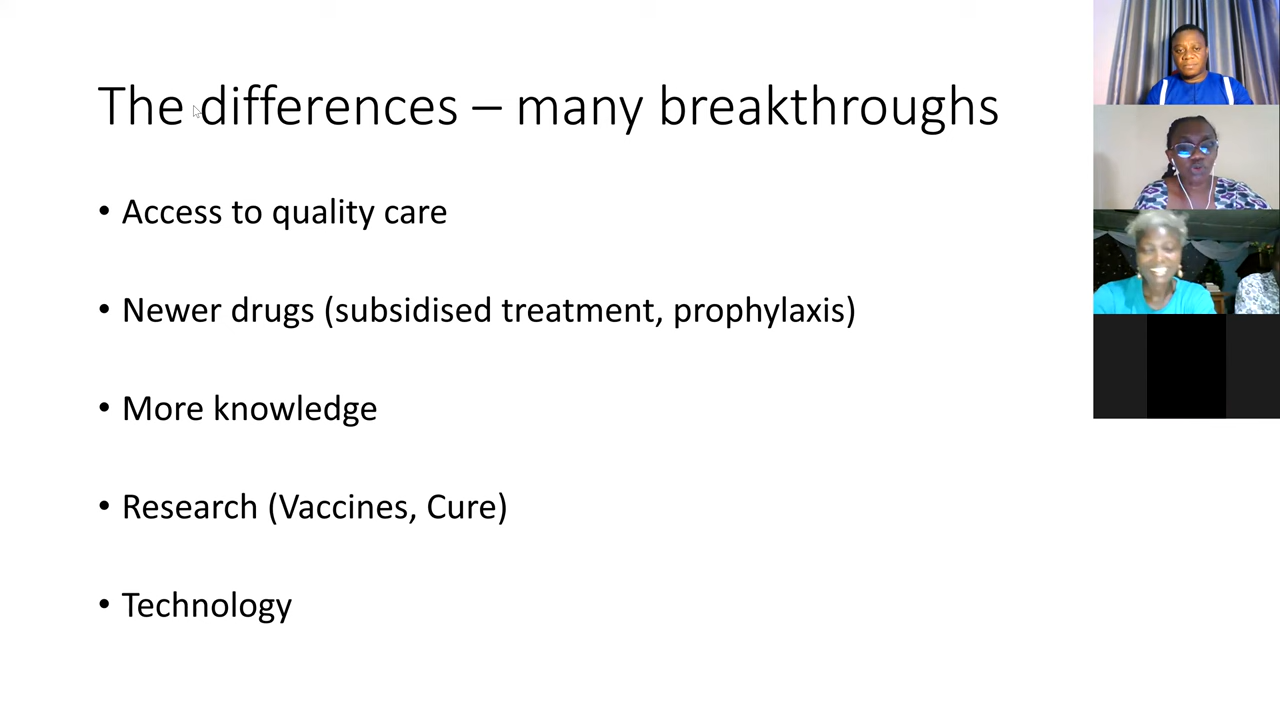 The differences – many breakthroughs
• Access to quality care
• Newer drugs (subsidised treatment, prophylaxis)
• More knowledge
• Research (Vaccines, Cure)
• Technology